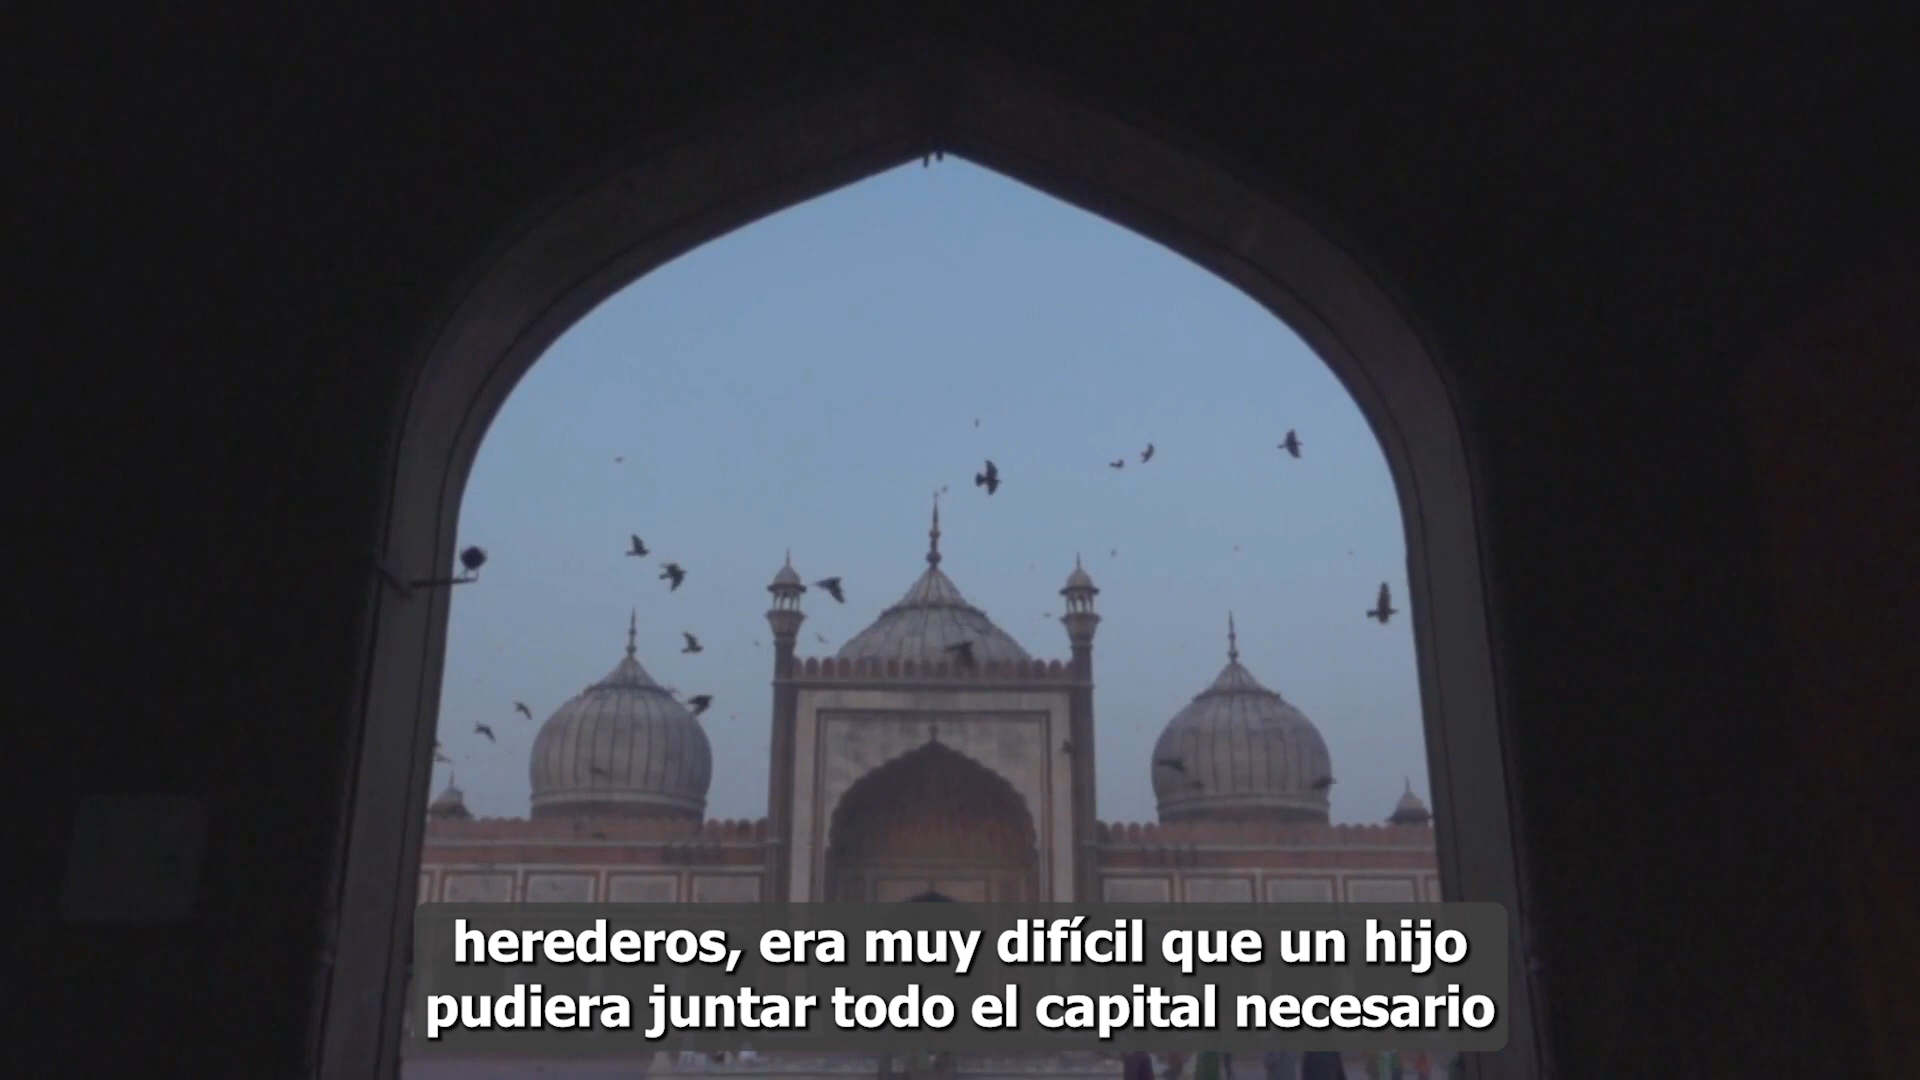 herederos, era muy difícil que un hijo
pudiera juntar todo el capital necesario